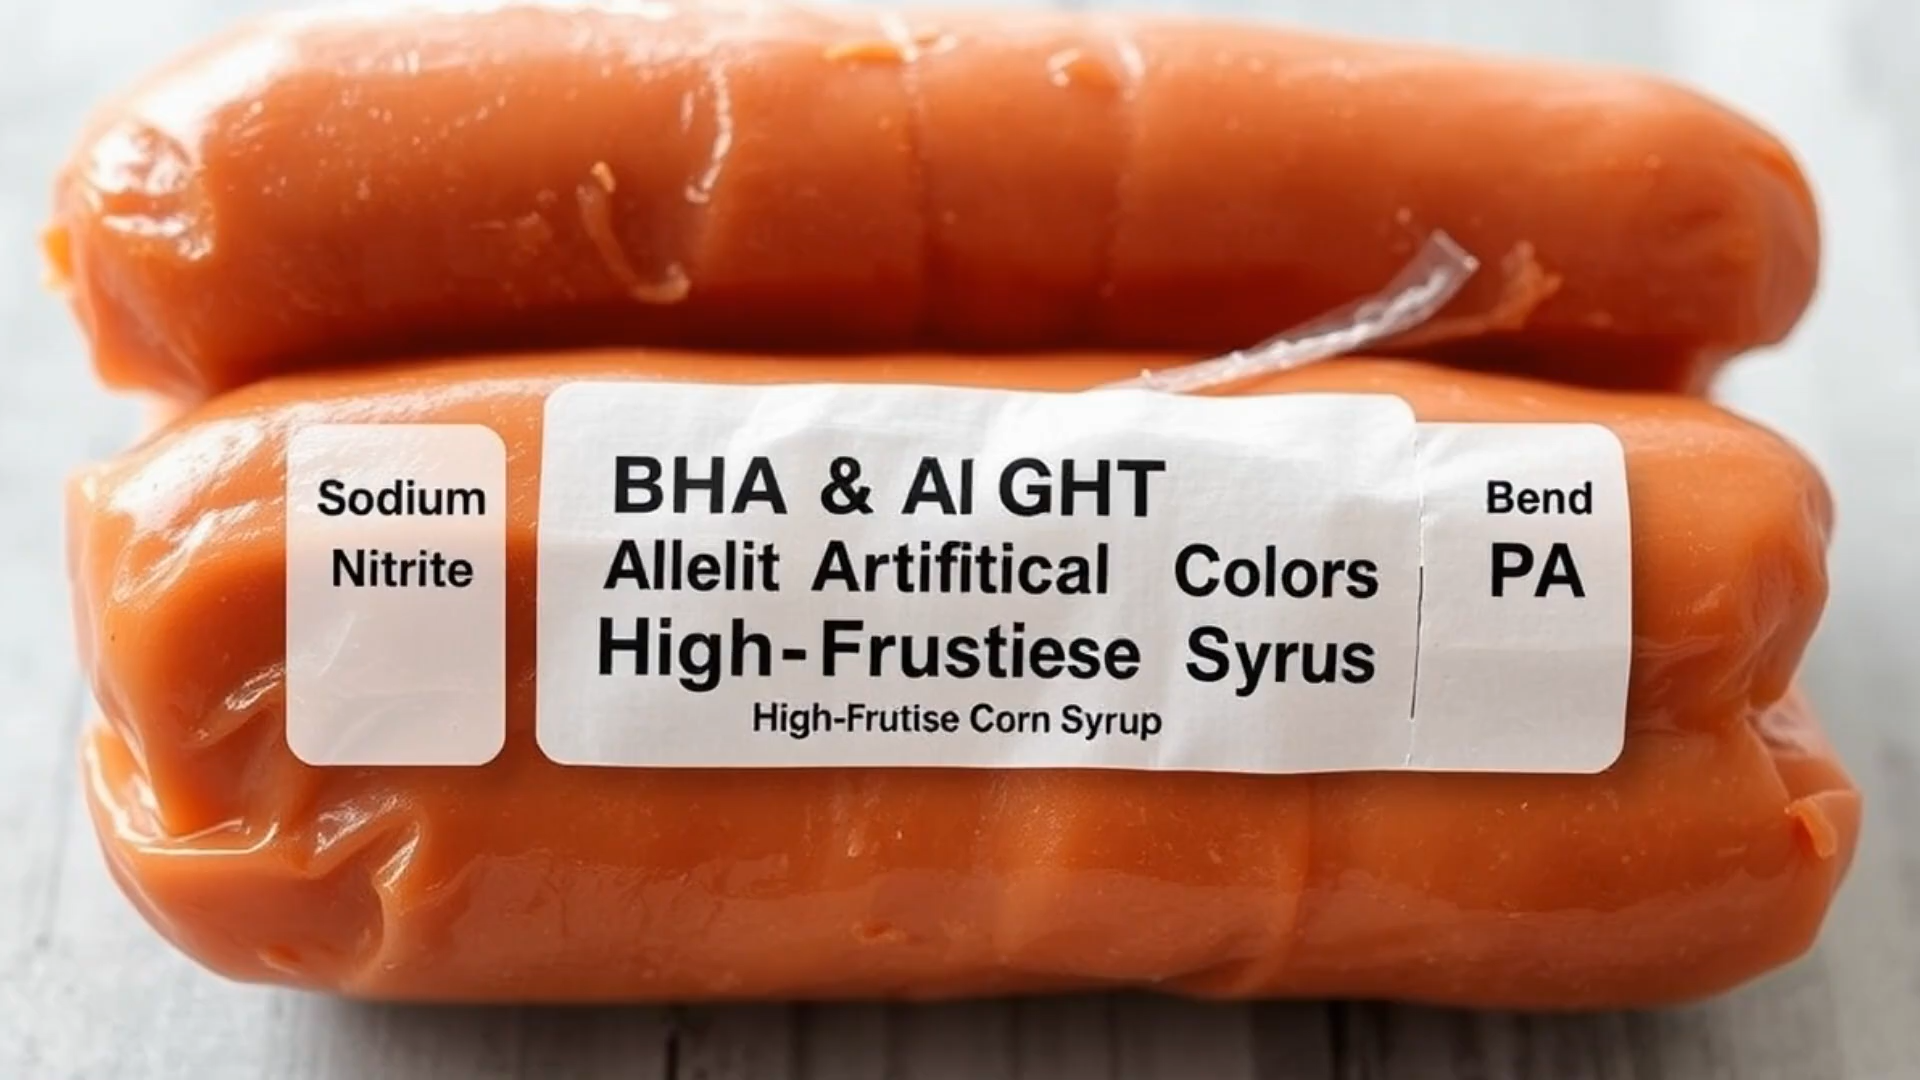 Sodium
Nitrite
BHA & AI GHT
Allelit Artifitical Colors
High-Frustiese Syrus
High-Frutise Corn Syrup
Bend
PA